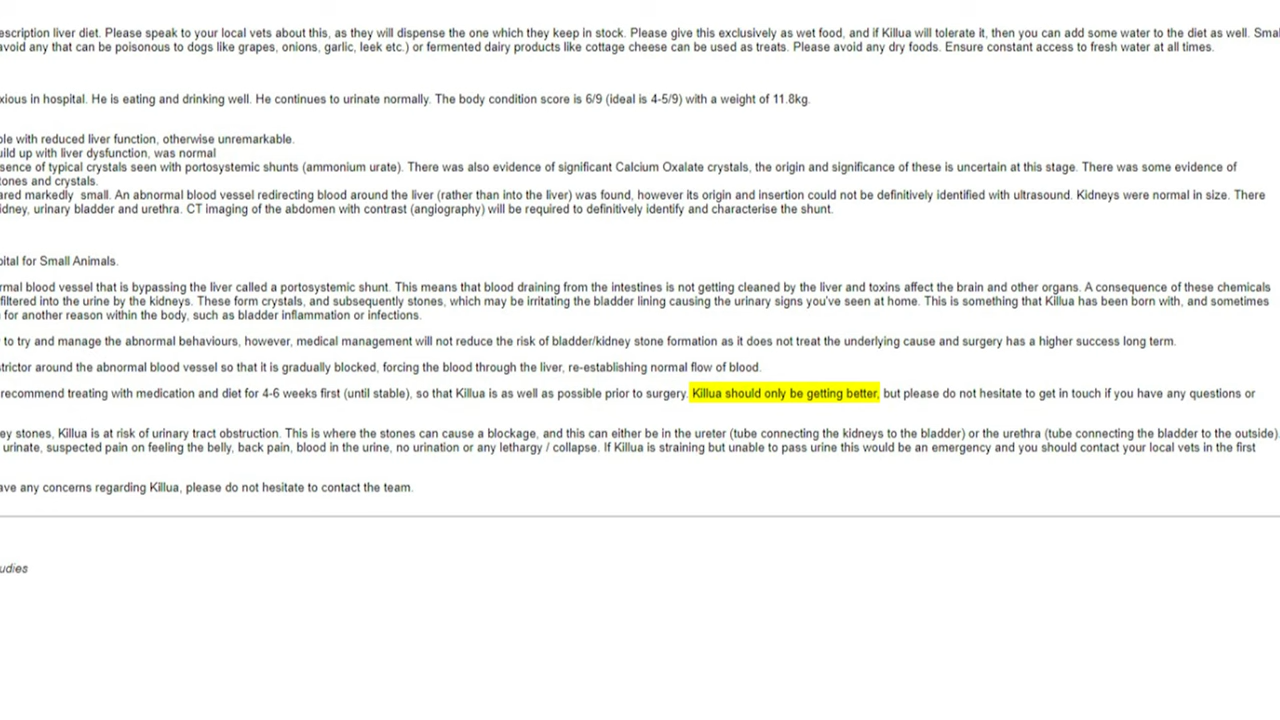 escription liver diet. Please speak to your local vets about this, as they will dispense the one which they keep in stock. Please give this exclusively as wet food, and if Killua will tolerate it, then you can add some water to the diet as well. Smal
avoid any that can be poisonous to dogs like grapes, onions, garlic, leek etc.) or fermented dairy products like cottage cheese can be used as treats. Please avoid any dry foods. Ensure constant access to fresh water at all times.
xious in hospital. He is eating and drinking well. He continues to urinate normally. The body condition score is 6/9 (ideal is 4-5/9) with a weight of 11.8kg.
ple with reduced liver function, otherwise unremarkable.
uild up with liver dysfunction, was normal
sence of typical crystals seen with portosystemic shunts (ammonium urate). There was also evidence of significant Calcium Oxalate crystals, the origin and significance of these is uncertain at this stage. There was some evidence of
tones and crystals.
ared markedly small. An abnormal blood vessel redirecting blood around the liver (rather than into the liver) was found, however its origin and insertion could not be definitively identified with ultrasound. Kidneys were normal in size. There
idney, urinary bladder and urethra. CT imaging of the abdomen with contrast (angiography) will be required to definitively identify and characterise the shunt.
pital for Small Animals.
rmal blood vessel that is bypassing the liver called a portosystemic shunt. This means that blood draining from the intestines is not getting cleaned by the liver and toxins affect the brain and other organs. A consequence of these chemicals
filtered into the urine by the kidneys. These form crystals, and subsequently stones, which may be irritating the bladder lining causing the urinary signs you've seen at home. This is something that Killua has been born with, and sometimes
for another reason within the body, such as bladder inflammation or infections.
to try and manage the abnormal behaviours, however, medical management will not reduce the risk of bladder/kidney stone formation as it does not treat the underlying cause and surgery has a higher success long term.
strictor around the abnormal blood vessel so that it is gradually blocked, forcing the blood through the liver, re-establishing normal flow of blood.
recommend treating with medication and diet for 4-6 weeks first (until stable), so that Killua is as well as possible prior to surgery. Killua should only be getting better, but please do not hesitate to get in touch if you have any questions or
ey stones, Killua is at risk of urinary tract obstruction. This is where the stones can cause a blockage, and this can either be in the ureter (tube connecting the kidneys to the bladder) or the urethra (tube connecting the bladder to the outside).
urinate, suspected pain on feeling the belly, back pain, blood in the urine, no urination or any lethargy / collapse. If Killua is straining but unable to pass urine this would be an emergency and you should contact your local vets in the first
ave any concerns regarding Killua, please do not hesitate to contact the team.
udies